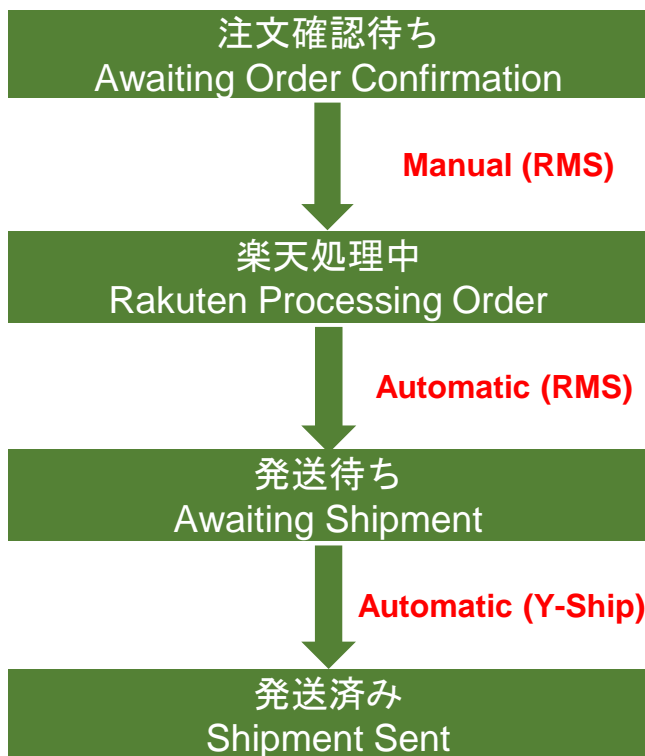 注文確認待ち
Awaiting Order Confirmation
Manual (RMS)
楽天処理中
Rakuten Processing Order
Automatic (RMS)
発送待ち
Awaiting Shipment
Automatic (Y-Ship)
発送済み
Shipment Sent